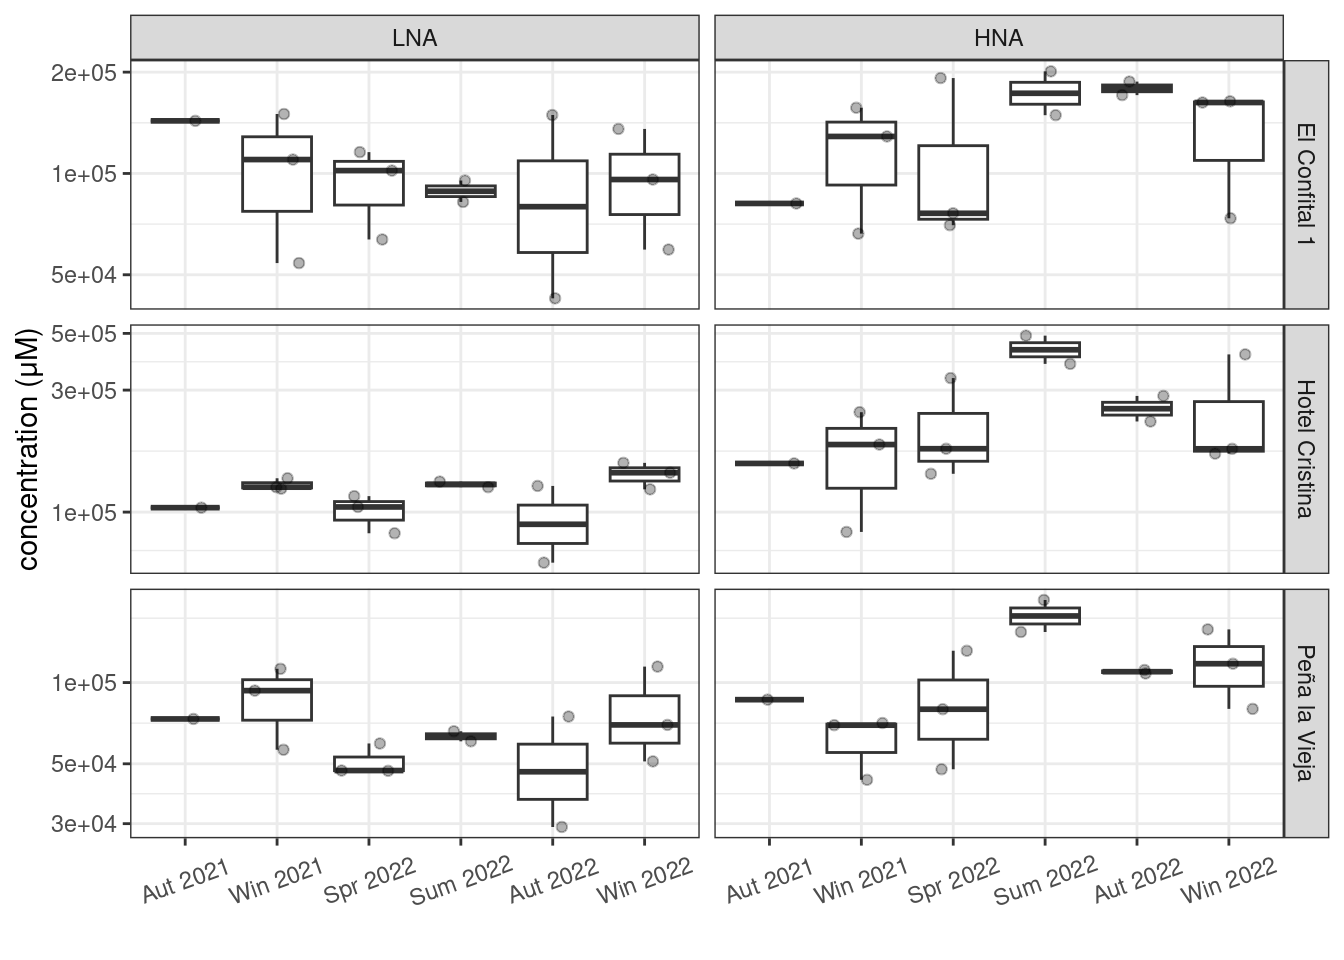 LNA
HNA
2e+05
1e+05
5e+04
El Confital 1
5e+05
3e+05
1e+05
Hotel Cristina
1e+05
5e+04
3e+04
Peña la Vieja
concentration (μM)
Aut 2021 Win 2021 Spr 2022 Sum 2022 Aut 2022 Win 2022
Aut 2021 Win 2021 Spr 2022 Sum 2022 Aut 2022 Win 2022